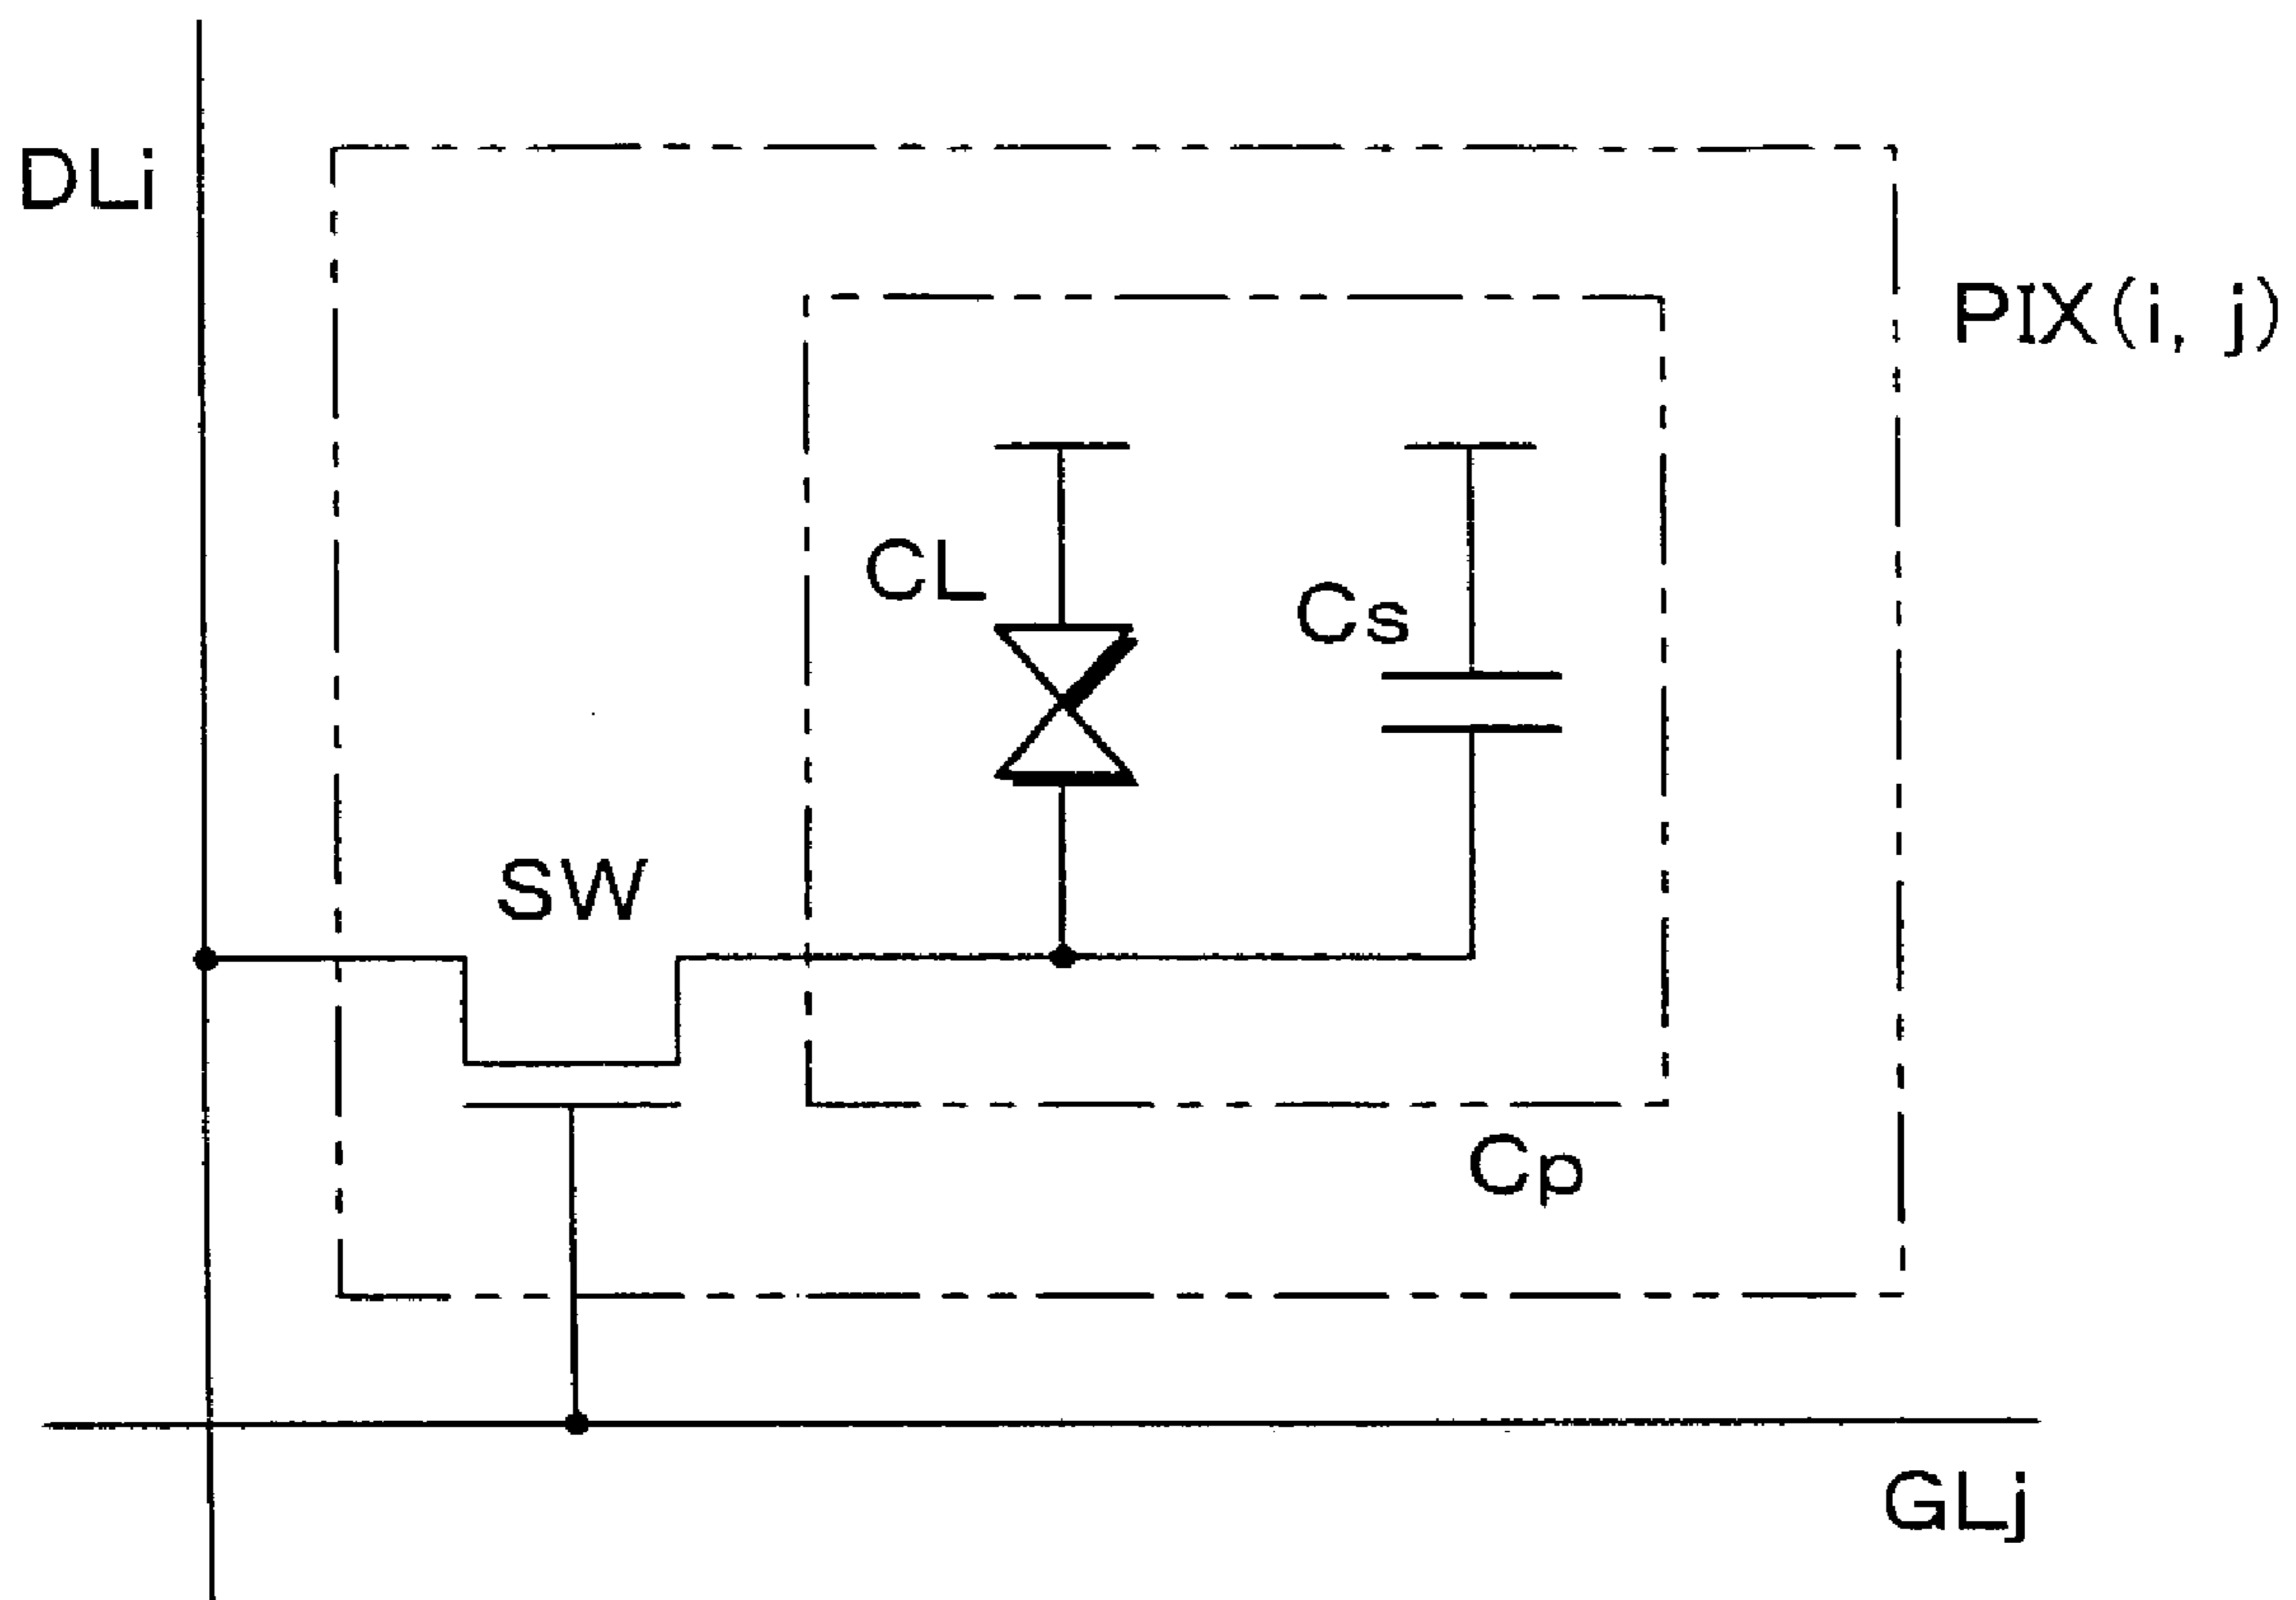 DLi
PIX(i, j)
CL
Cs
SW
Cp
GLj